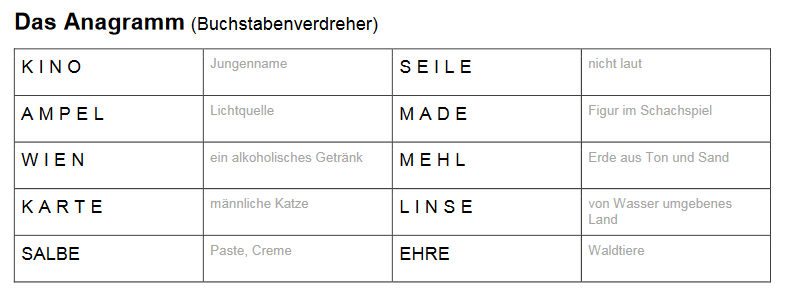 Das Anagramm (Buchstabenverdreher)
K I N O Jungenname S E I L E nicht laut
A M P E L Lichtquelle M A D E Figur im Schachspiel
W I E N ein alkoholisches Getränk M E H L Erde aus Ton und Sand
K A R T E männliche Katze L I N S E von Wasser umgebenes
Land
SALBE Paste, Creme EHRE Waldtiere